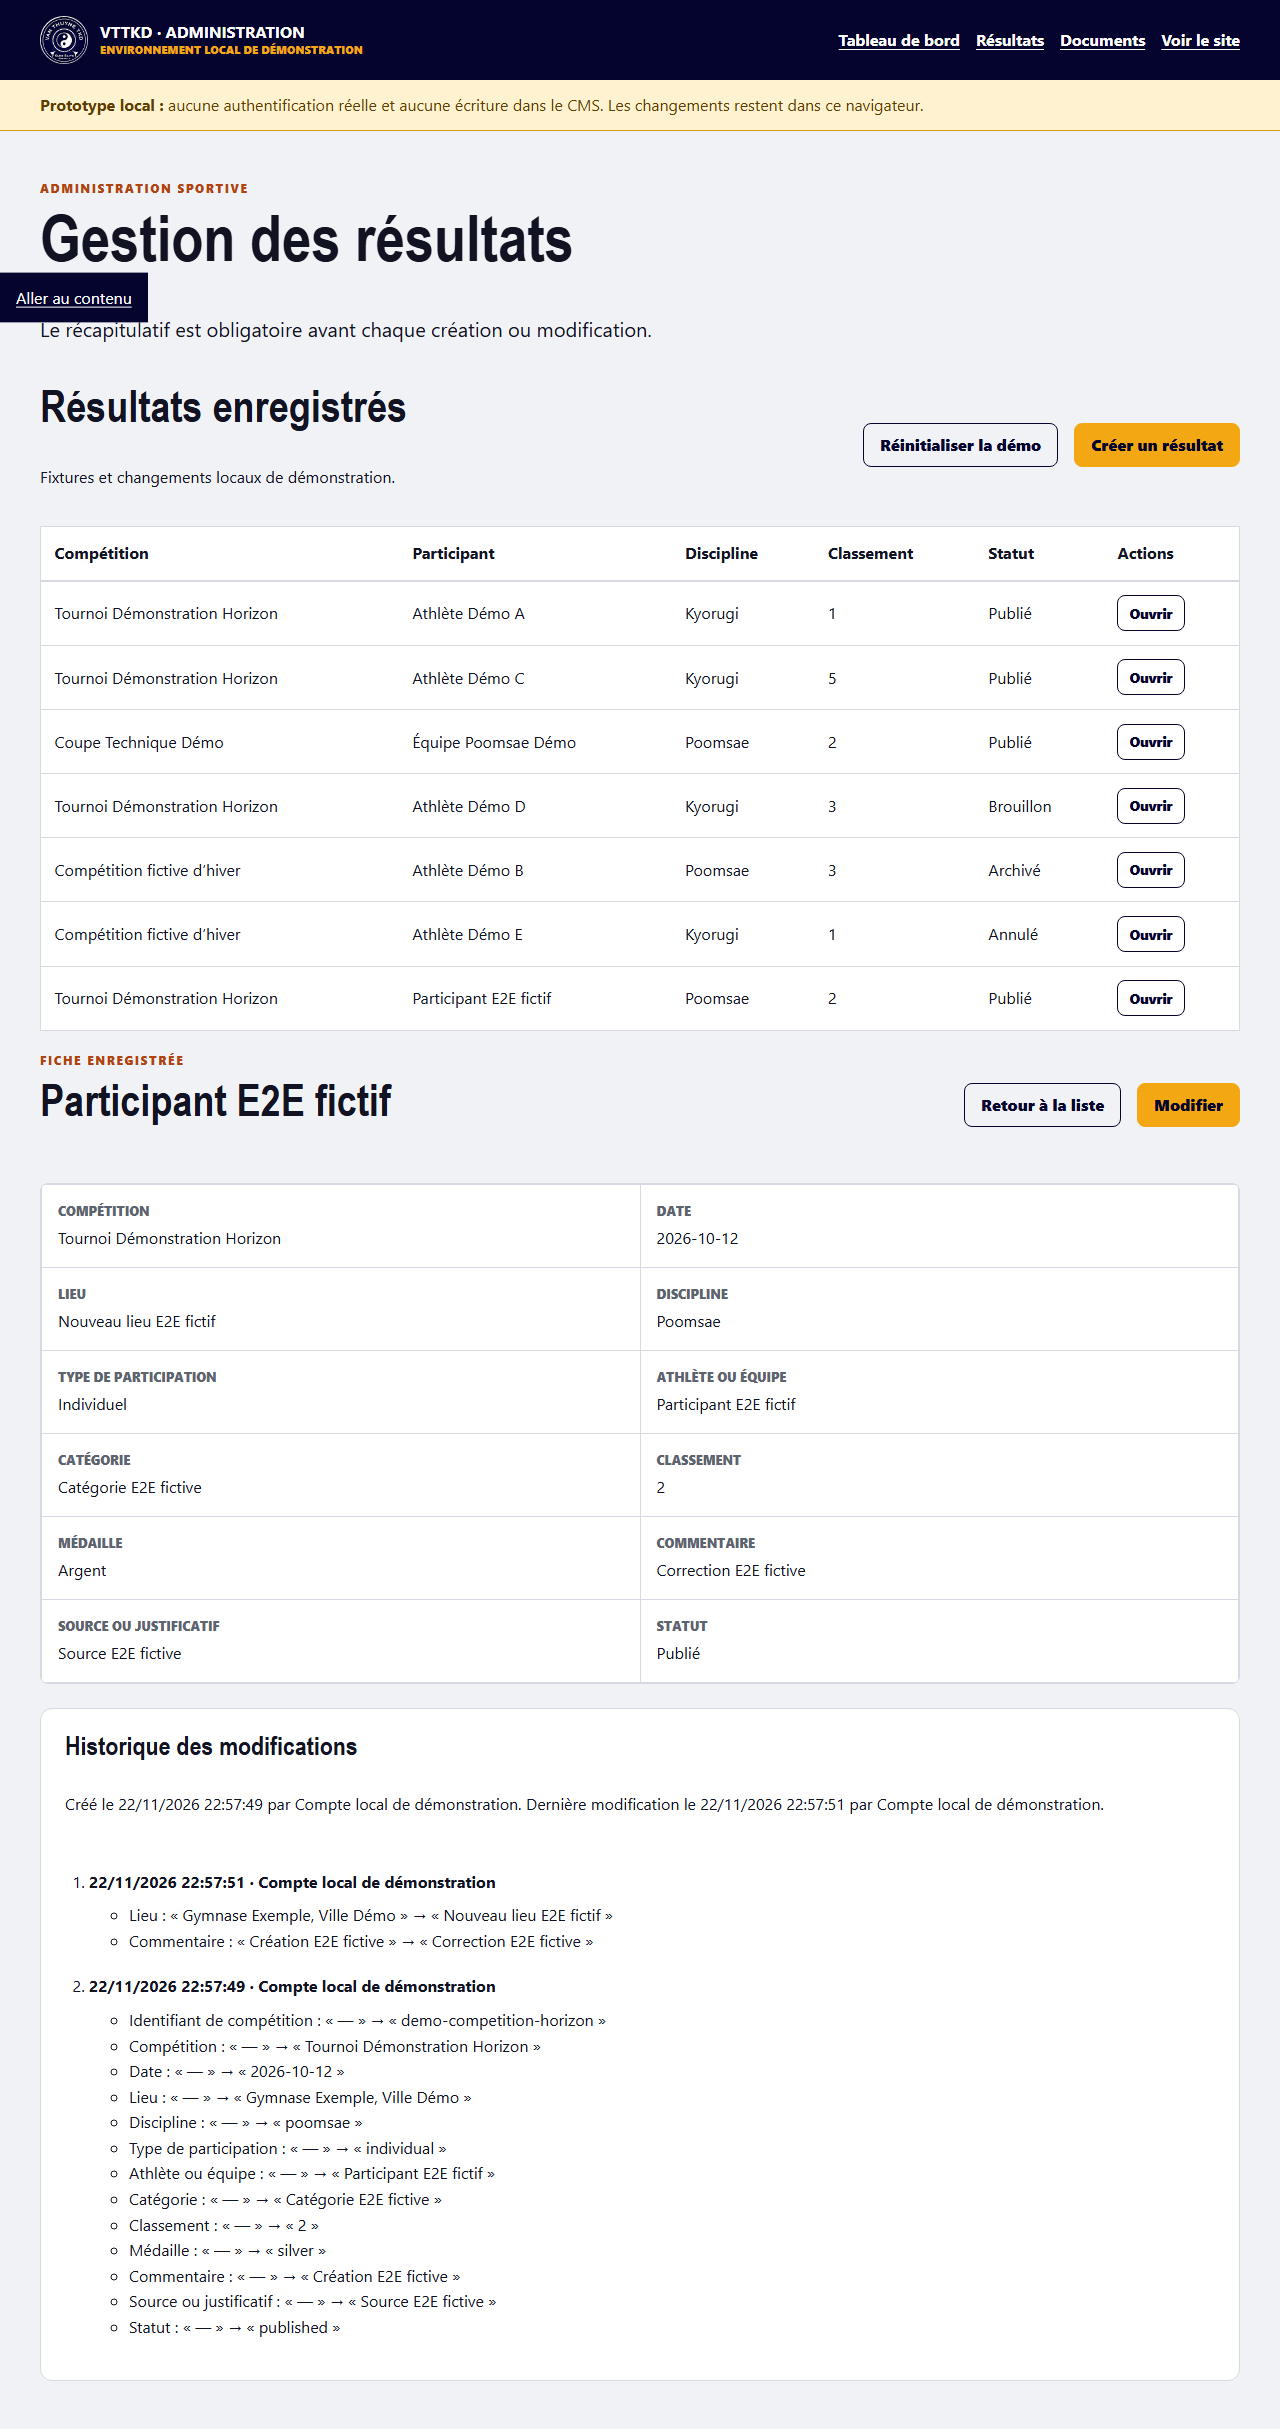 VTTKD · ADMINISTRATION
ENVIRONNEMENT LOCAL DE DÉMONSTRATION
Tableau de bord Résultats Documents Voir le site
Prototype local : aucune authentification réelle et aucune écriture dans le CMS. Les changements restent dans ce navigateur.
ADMINISTRATION SPORTIVE
Gestion des résultats
Aller au contenu
Le récapitulatif est obligatoire avant chaque création ou modification.
Résultats enregistrés
Réinitialiser la démo Créer un résultat
Fixtures et changements locaux de démonstration.
Compétition Participant Discipline Classement Statut Actions
Tournoi Démonstration Horizon Athlète Démo A Kyorugi 1 Publié Ouvrir
Tournoi Démonstration Horizon Athlète Démo C Kyorugi 5 Publié Ouvrir
Coupe Technique Démo Équipe Poomsae Démo Poomsae 2 Publié Ouvrir
Tournoi Démonstration Horizon Athlète Démo D Kyorugi 3 Brouillon Ouvrir
Compétition fictive d’hiver Athlète Démo B Poomsae 3 Archivé Ouvrir
Compétition fictive d’hiver Athlète Démo E Kyorugi 1 Annulé Ouvrir
Tournoi Démonstration Horizon Participant E2E fictif Poomsae 2 Publié Ouvrir
FICHE ENREGISTRÉE
Participant E2E fictif
Retour à la liste Modifier
COMPÉTITION
Tournoi Démonstration Horizon
DATE
2026-10-12
LIEU
Nouveau lieu E2E fictif
DISCIPLINE
Poomsae
TYPE DE PARTICIPATION
Individuel
ATHLÈTE OU ÉQUIPE
Participant E2E fictif
CATÉGORIE
Catégorie E2E fictive
CLASSEMENT
2
MÉDAILLE
Argent
COMMENTAIRE
Correction E2E fictive
SOURCE OU JUSTIFICATIF
Source E2E fictive
STATUT
Publié
Historique des modifications
Créé le 22/11/2026 22:57:49 par Compte local de démonstration. Dernière modification le 22/11/2026 22:57:51 par Compte local de démonstration.
1. 22/11/2026 22:57:51 · Compte local de démonstration
Lieu : « Gymnase Exemple, Ville Démo » → « Nouveau lieu E2E fictif »
Commentaire : « Création E2E fictive » → « Correction E2E fictive »
2. 22/11/2026 22:57:49 · Compte local de démonstration
Identifiant de compétition : « — » → « demo-competition-horizon »
Compétition : « — » → « Tournoi Démonstration Horizon »
Date : « — » → « 2026-10-12 »
Lieu : « — » → « Gymnase Exemple, Ville Démo »
Discipline : « — » → « poomsae »
Type de participation : « — » → « individual »
Athlète ou équipe : « — » → « Participant E2E fictif »
Catégorie : « — » → « Catégorie E2E fictive »
Classement : « — » → « 2 »
Médaille : « — » → « silver »
Commentaire : « — » → « Création E2E fictive »
Source ou justificatif : « — » → « Source E2E fictive »
Statut : « — » → « published »